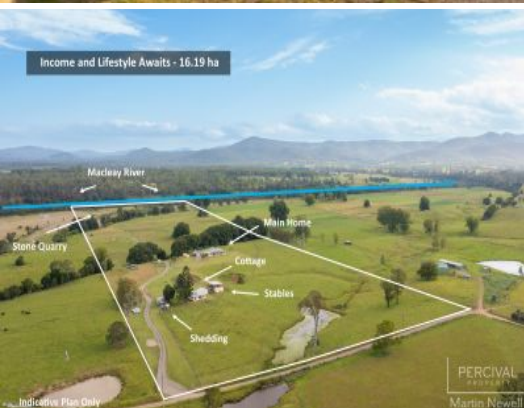 Income and Lifestyle Awaits - 16.19 ha
Macleay River
Stone Quarry
Main Home
Cottage
Stables
Shedding
PERCIVAL
PROPERTY
Indicative Plan Only
Martin Newell